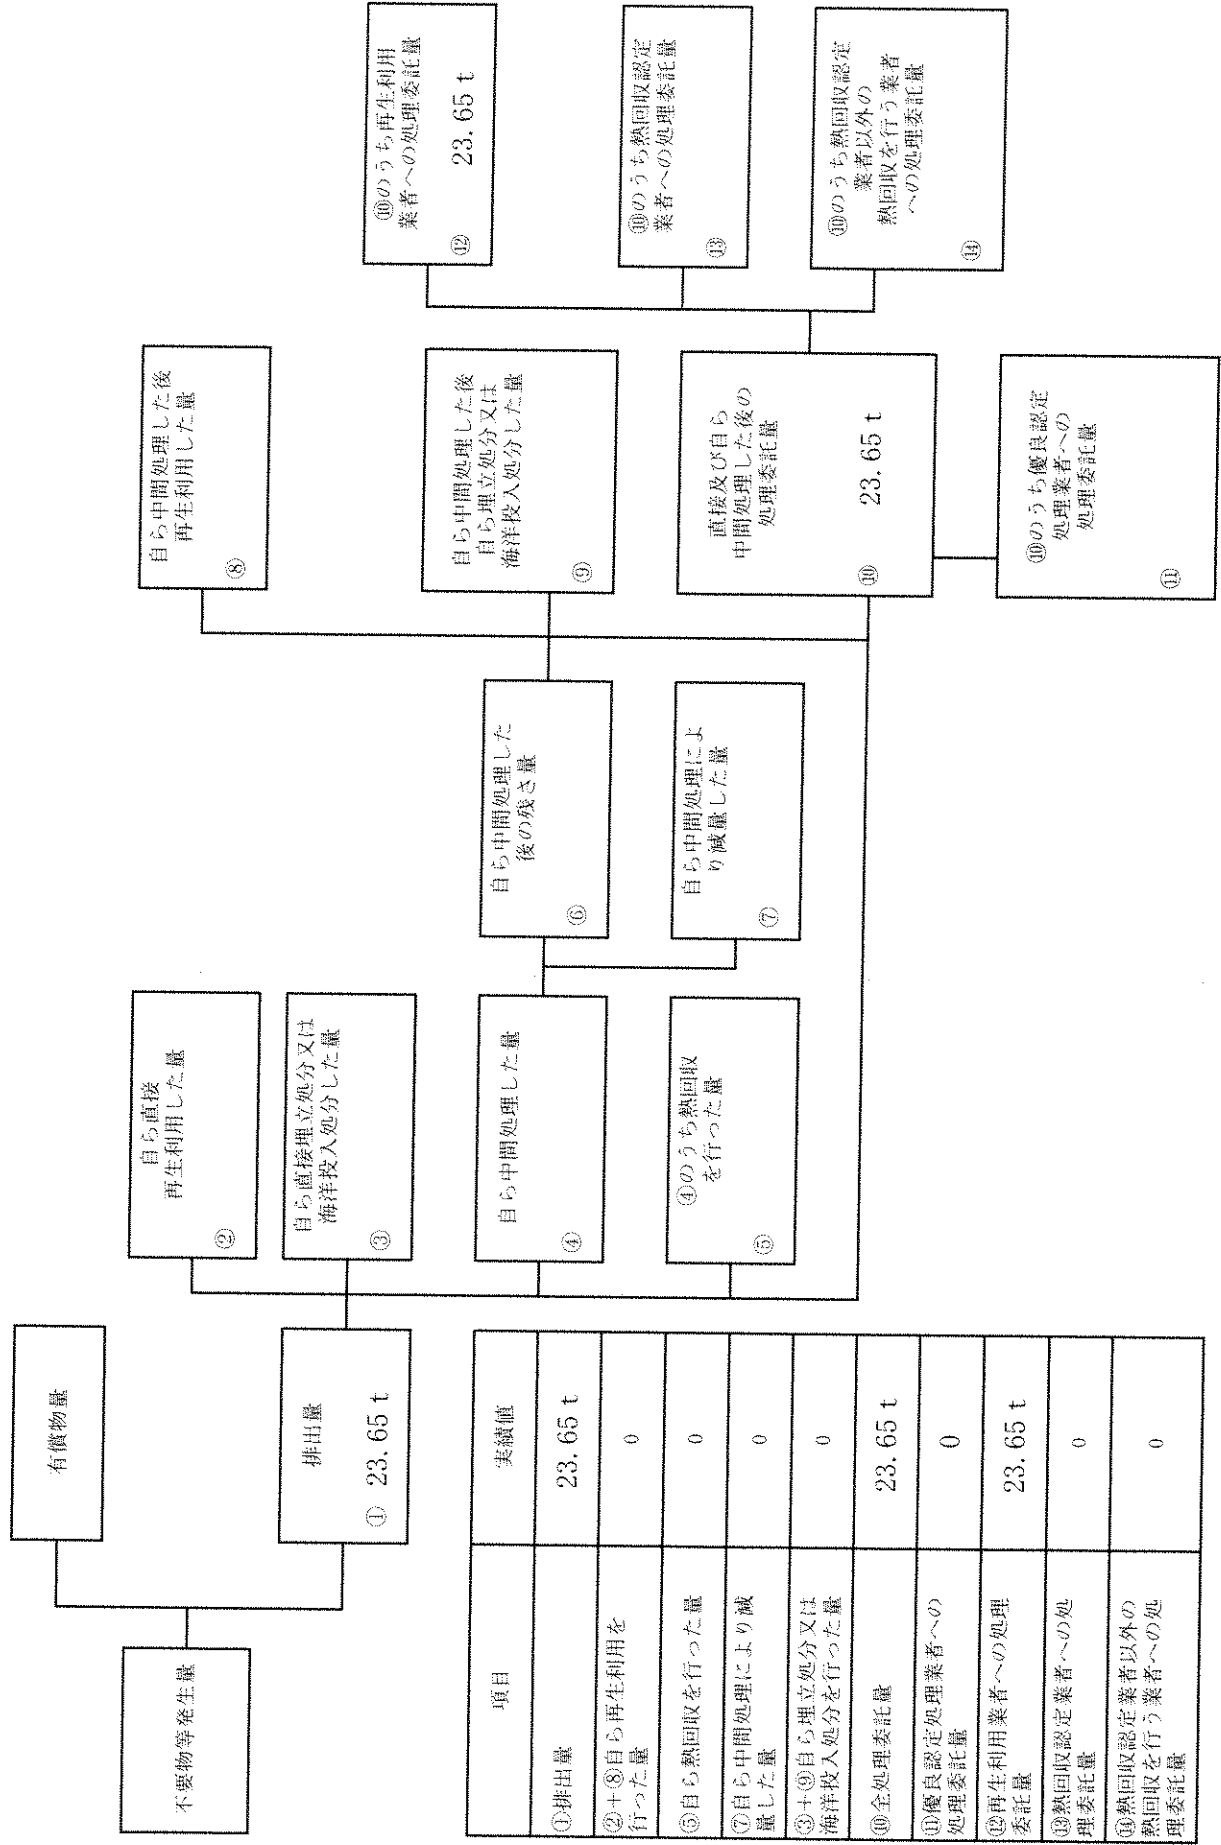 不要物等発生量
有償物量
排出量
① 23.65 t
自ら直接
再生利用した量
②
自ら直接埋立処分又は
海洋投入処分した量
③
自ら中間処理した量
④
④のうち熱回収
を行った量
⑤
自ら中間処理した
後の残さ量
⑥
自ら中間処理によ
り減量した量
⑦
自ら中間処理した後
再生利用した量
⑧
自ら中間処理した後
自ら埋立処分又は
海洋投入処分した量
⑨
直接及び自ら
中間処理した後の
処理委託量
⑩ 23.65 t
⑩のうち優良認定
処理業者への
処理委託量
⑪
⑩のうち再生利用
業者への処理委託量
⑫ 23.65 t
⑩のうち熱回収認定
業者への処理委託量
⑬
⑩のうち熱回収認定
業者以外の
熱回収を行う業者
への処理委託量
⑭
項目 実績値
①排出量 23.65 t
②+⑧自ら再生利用を
行った量 0
⑤自ら熱回収を行った量 0
⑦自ら中間処理により減
量した量 0
③+⑨自ら埋立処分又は
海洋投入処分を行った量 0
⑩全処理委託量 23.65 t
⑪優良認定処理業者への
処理委託量 0
⑫再生利用業者への処理
委託量 23.65 t
⑬熱回収認定業者への処
理委託量 0
⑭熱回収認定業者以外の
熱回収を行う業者への処
理委託量 0